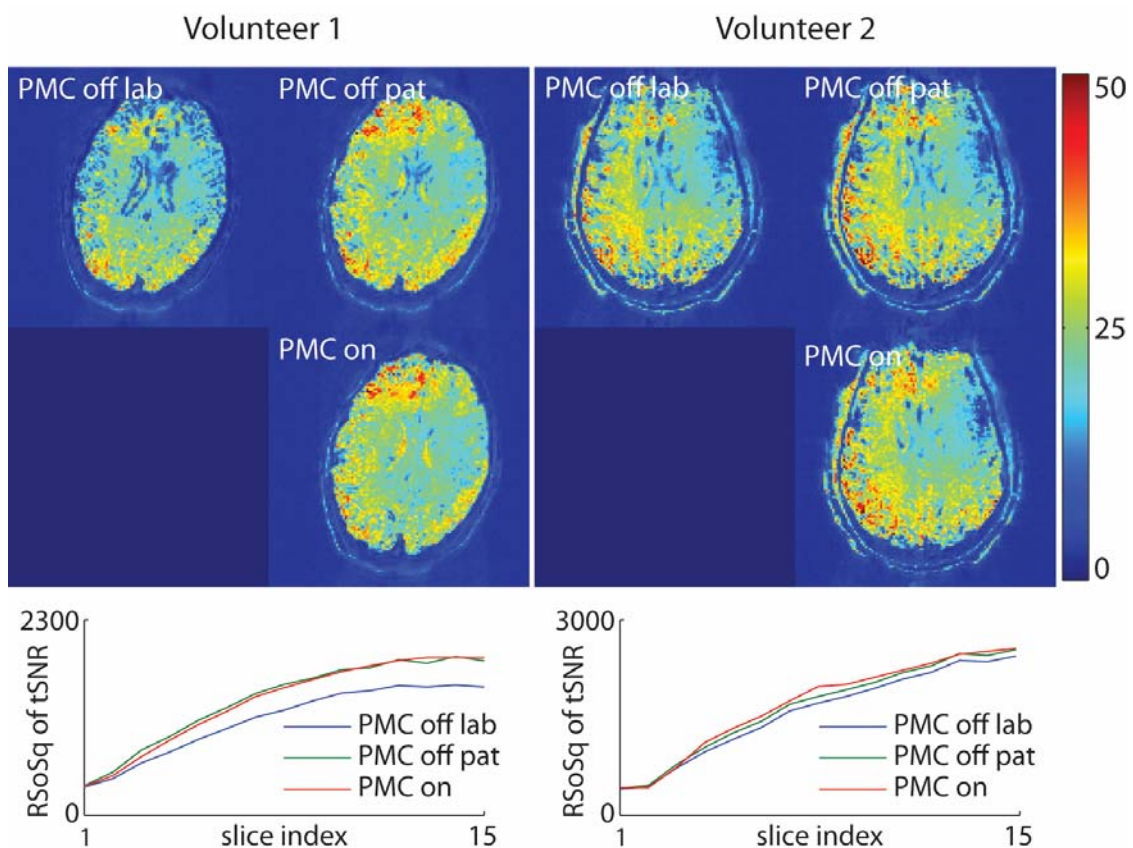 Volunteer 1
Volunteer 2
PMC off lab
PMC off pat
PMC off lab
PMC off pat
50
PMC on
PMC on
25
0
2300
RSoSq of tSNR
PMC off lab
PMC off pat
PMC on
0
1
slice index
15
3000
RSoSq of tSNR
PMC off lab
PMC off pat
PMC on
0
1
slice index
15